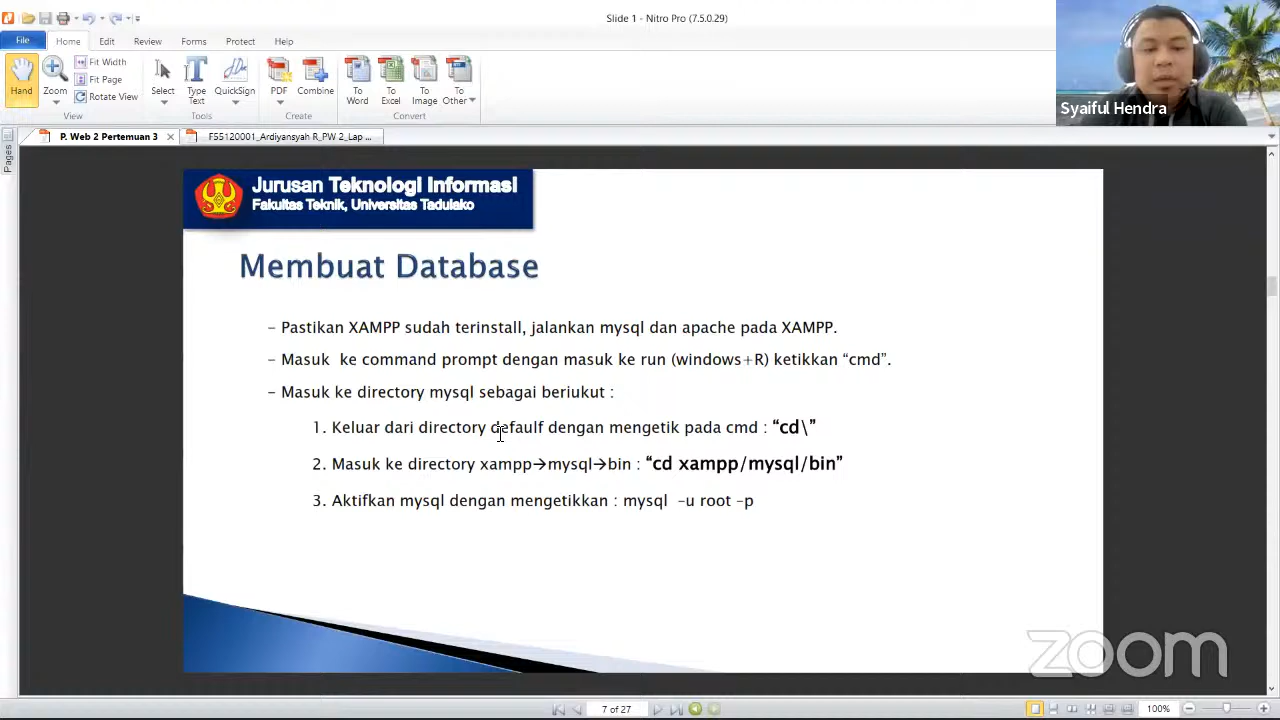 Slide 1 - Nitro Pro (7.5.0.29)
File Home Edit Review Forms Protect Help
Hand
Zoom
Fit Width
Fit Page
Rotate View
View
Select
Type Text
QuickSign
Tools
PDF
Combine
Create
To Word
To Excel
To Image
To Other
Convert
Syaiful Hendra
P. Web 2 Pertemuan 3
F55120001_Ardiyansyah R_PW 2_Lap ...
Pages
Jurusan Teknologi Informasi
Fakultas Teknik, Universitas Tadulako
Membuat Database
– Pastikan XAMPP sudah terinstall, jalankan mysql dan apache pada XAMPP.
– Masuk ke command prompt dengan masuk ke run (windows+R) ketikkan “cmd”.
– Masuk ke directory mysql sebagai beriukut :
1. Keluar dari directory defaulf dengan mengetik pada cmd : “cd\”
2. Masuk ke directory xampp→mysql→bin : “cd xampp/mysql/bin”
3. Aktifkan mysql dengan mengetikkan : mysql –u root –p
zoom
7 of 27
100%